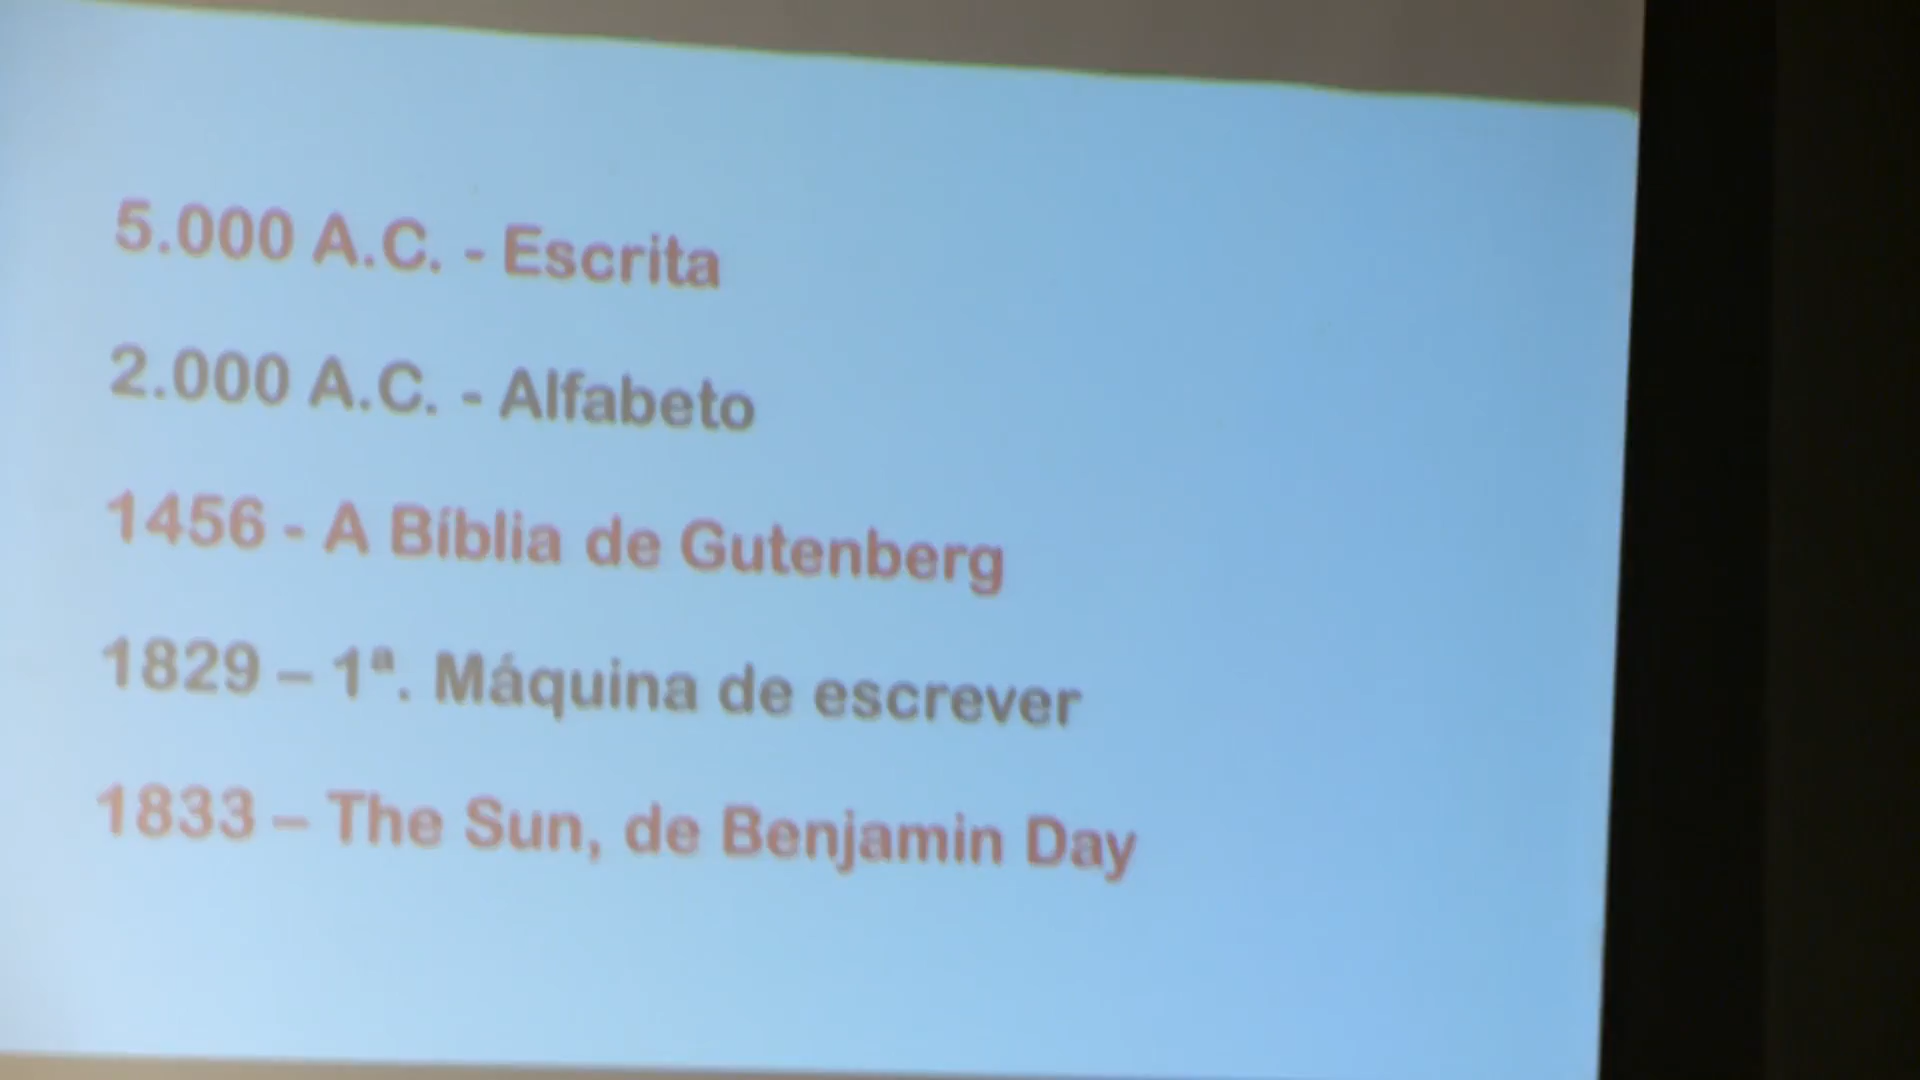 5.000 A.C. - Escrita
2.000 A.C. - Alfabeto
1456 - A Bíblia de Gutenberg
1829 – 1ª. Máquina de escrever
1833 – The Sun, de Benjamin Day